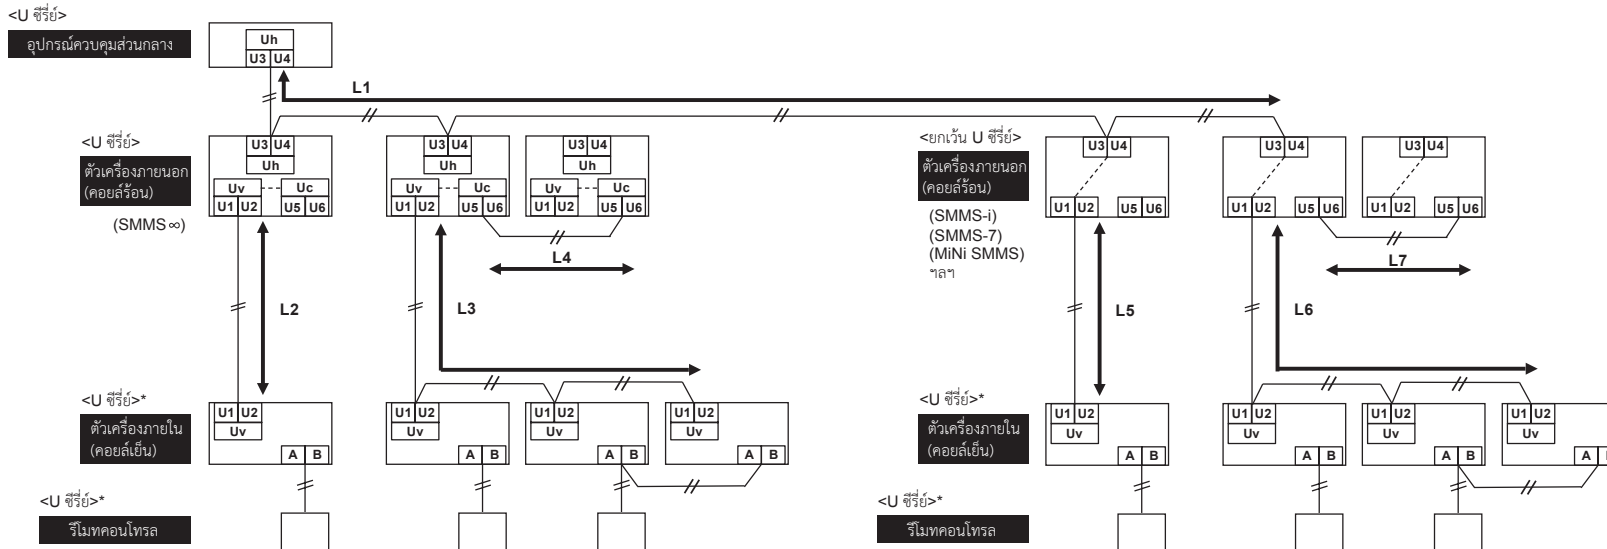 <U ซีรี่ย์>
อุปกรณ์ควบคุมส่วนกลาง
Uh
U3 U4
L1
<U ซีรี่ย์>
ตัวเครื่องภายนอก
(คอยล์ร้อน)
(SMMS∞)
U3 U4
Uh
Uv Uc
U1 U2 U5 U6
U3 U4
Uh
Uv Uc
U1 U2 U5 U6
U3 U4
Uh
Uv Uc
U1 U2 U5 U6
L4
<ยกเว้น U ซีรี่ย์>
ตัวเครื่องภายนอก
(คอยล์ร้อน)
(SMMS-i)
(SMMS-7)
(MiNi SMMS)
ฯลฯ
U3 U4
U1 U2 U5 U6
U3 U4
U1 U2 U5 U6
U3 U4
U1 U2 U5 U6
L7
L2
L3
L5
L6
<U ซีรี่ย์>*
ตัวเครื่องภายใน
(คอยล์เย็น)
U1 U2
Uv
A B
U1 U2
Uv
A B
U1 U2
Uv
A B
U1 U2
Uv
A B
<U ซีรี่ย์>*
ตัวเครื่องภายใน
(คอยล์เย็น)
U1 U2
Uv
A B
U1 U2
Uv
A B
U1 U2
Uv
A B
U1 U2
Uv
A
<U ซีรี่ย์>*
รีโมทคอนโทรล
<U ซีรี่ย์>*
รีโมทคอนโทรล